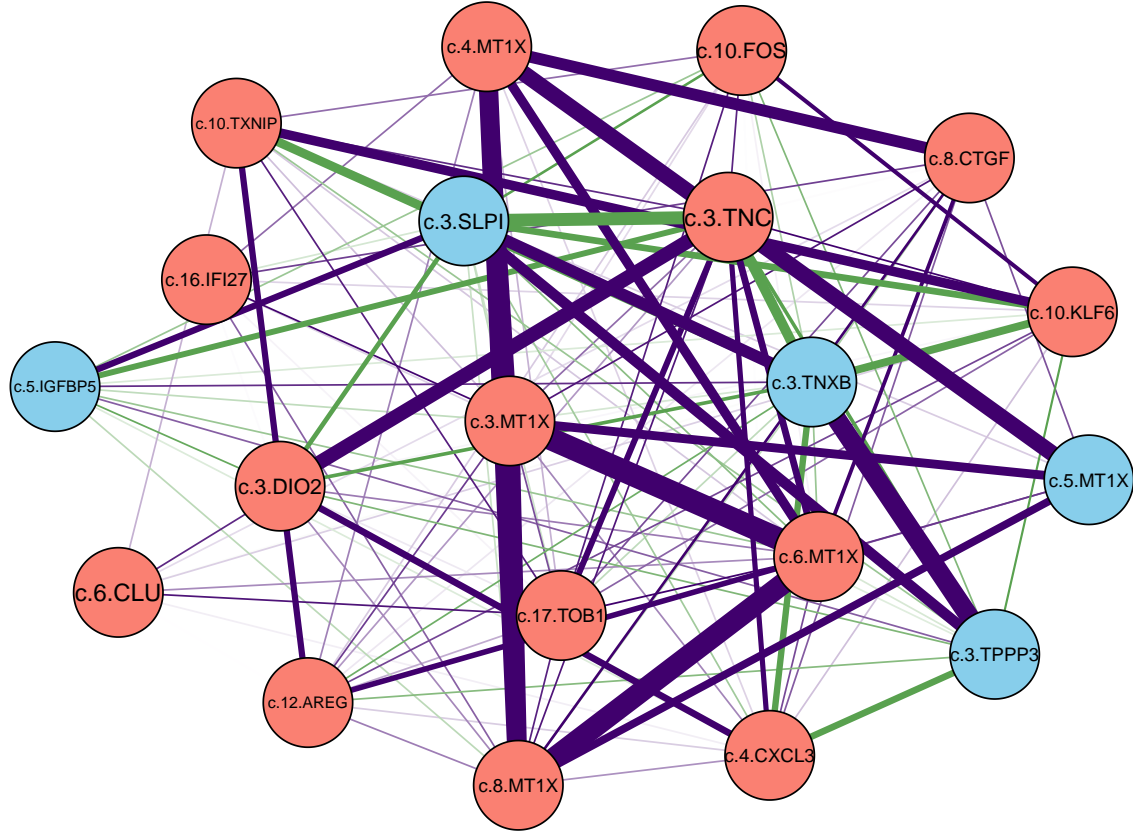 c.4.MT1X
c.10.FOS
c.10.TXNIP
c.8.CTGF
c.3.SLPI
c.3.TNC
c.16.IFI27
c.10.KLF6
c.5.IGFBP5
c.3.TNXB
c.3.MT1X
c.3.DIO2
c.5.MT1X
c.6.MT1X
c.6.CLU
c.17.TOB1
c.3.TPPP3
c.12.AREG
c.4.CXCL3
c.8.MT1X